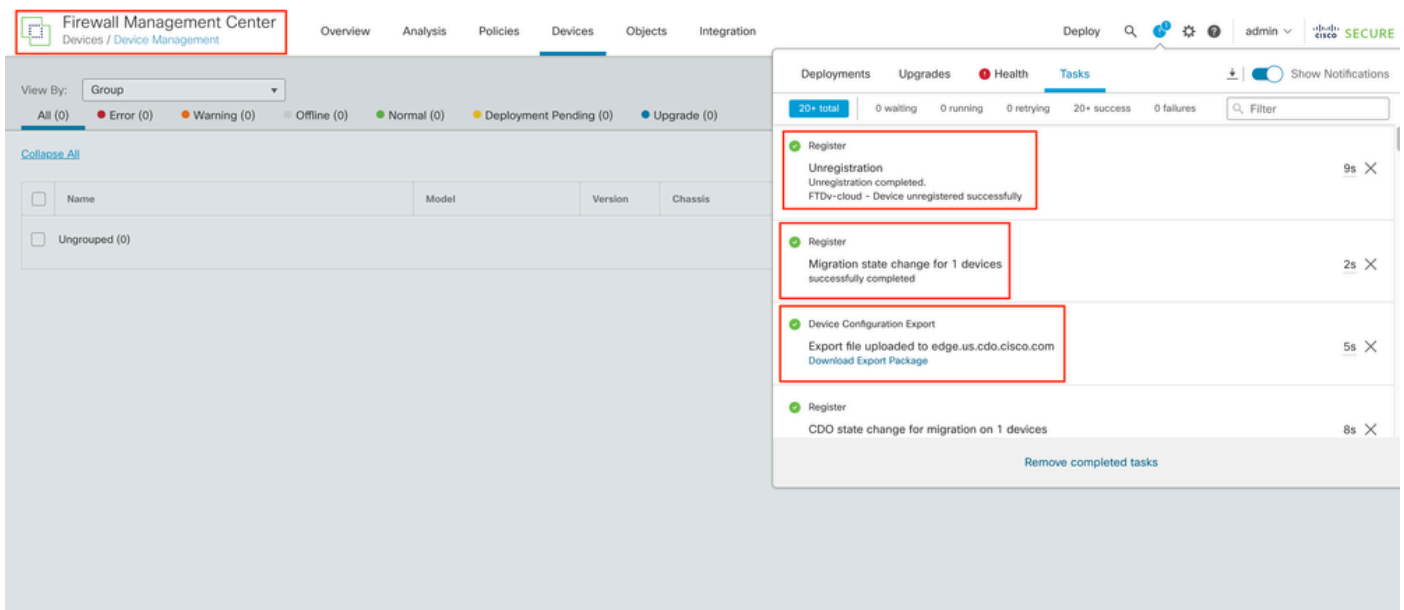 Firewall Management Center
Devices / Device Management
Overview Analysis Policies Devices Objects Integration
Deploy admin cisco SECURE
View By: Group
All (0) Error (0) Warning (0) Offline (0) Normal (0) Deployment Pending (0) Upgrade (0)
Collapse All
Name Model Version Chassis
Ungrouped (0)
Deployments Upgrades Health Tasks Show Notifications
20+ total 0 waiting 0 running 0 retrying 20+ success 0 failures Filter
Register
Unregistration 9s
Unregistration completed.
FTDv-cloud - Device unregistered successfully
Register
Migration state change for 1 devices 2s
successfully completed
Device Configuration Export
Export file uploaded to edge.us.cdo.cisco.com 5s
Download Export Package
Register
CDO state change for migration on 1 devices 8s
Remove completed tasks